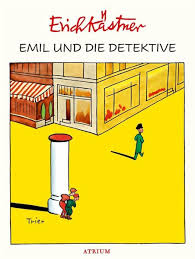 Erich Kästner
EMIL UND DIE DETEKTIVE
Trier
ATRIUM